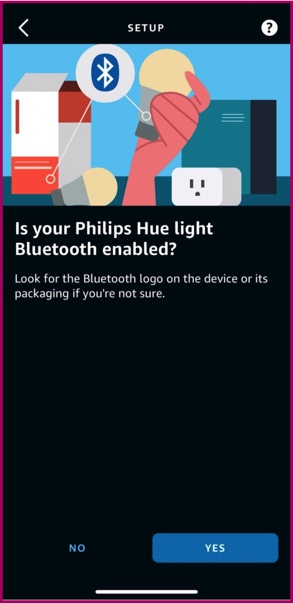 SETUP
Is your Philips Hue light
Bluetooth enabled?
Look for the Bluetooth logo on the device or its
packaging if you're not sure.
NO
YES